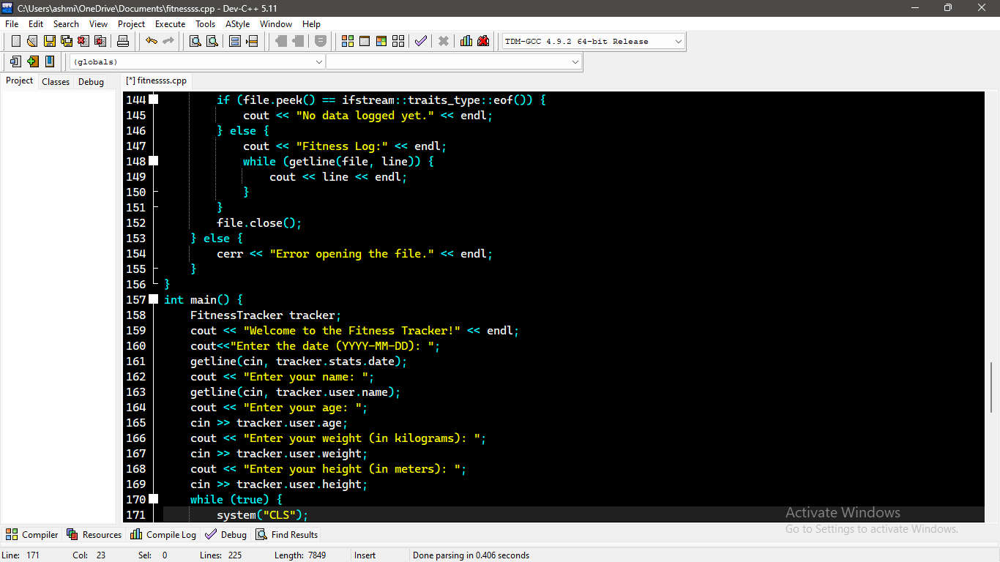 C:\Users\ashmi\OneDrive\Documents\fitnessss.cpp - Dev-C++ 5.11
File Edit Search View Project Execute Tools AStyle Window Help
TDM-GCC 4.9.2 64-bit Release
(globals)
Project Classes Debug [*] fitnessss.cpp
144 if (file.peek() == ifstream::traits_type::eof()) {
145 cout << "No data logged yet." << endl;
146 } else {
147 cout << "Fitness Log:" << endl;
148 while (getline(file, line)) {
149 cout << line << endl;
150 }
151 }
152 file.close();
153 } else {
154 cerr << "Error opening the file." << endl;
155 }
156 }
157 int main() {
158 FitnessTracker tracker;
159 cout << "Welcome to the Fitness Tracker!" << endl;
160 cout<<"Enter the date (YYYY-MM-DD): ";
161 getline(cin, tracker.stats.date);
162 cout << "Enter your name: ";
163 getline(cin, tracker.user.name);
164 cout << "Enter your age: ";
165 cin >> tracker.user.age;
166 cout << "Enter your weight (in kilograms): ";
167 cin >> tracker.user.weight;
168 cout << "Enter your height (in meters): ";
169 cin >> tracker.user.height;
170 while (true) {
171 system("CLS");
Activate Windows
Go to Settings to activate Windows.
Compiler Resources Compile Log Debug Find Results
Line: 171 Col: 23 Sel: 0 Lines: 225 Length: 7849 Insert Done parsing in 0.406 seconds